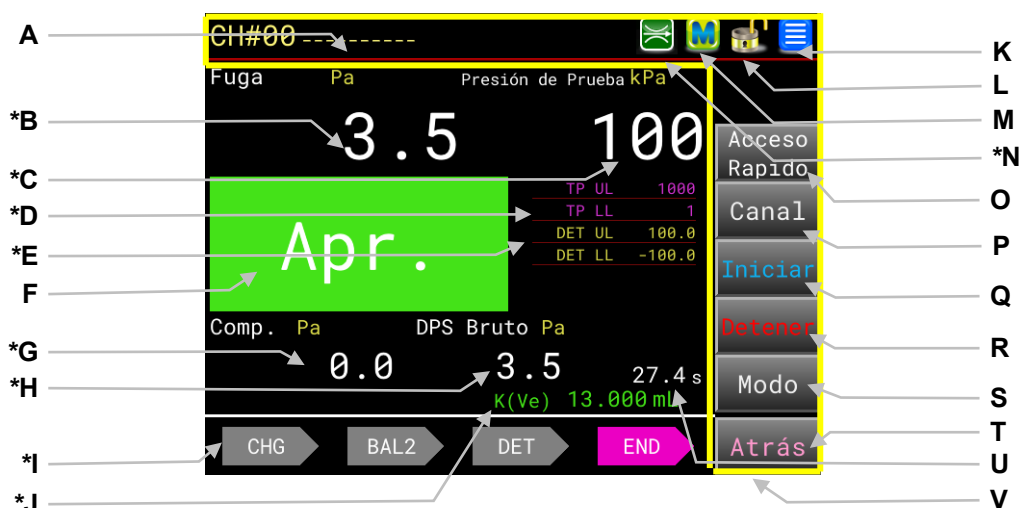 A
CH#00 ----------
M
K
L
Fuga Pa Presión de Prueba kPa
M
*B
3.5 100
*N
Acceso
Rapido
*C
TP UL 1000
O
*D
TP LL 1
Canal
*E
DET UL 100.0
P
Apr.
DET LL -100.0
F
Iniciar
Q
Comp. Pa DPS Bruto Pa
Detener
R
*G
0.0 3.5 27.4 s
*H
Modo
S
K(Ve) 13.000 mL
T
*I
CHG BAL2 DET END
Atrás
U
*J
V